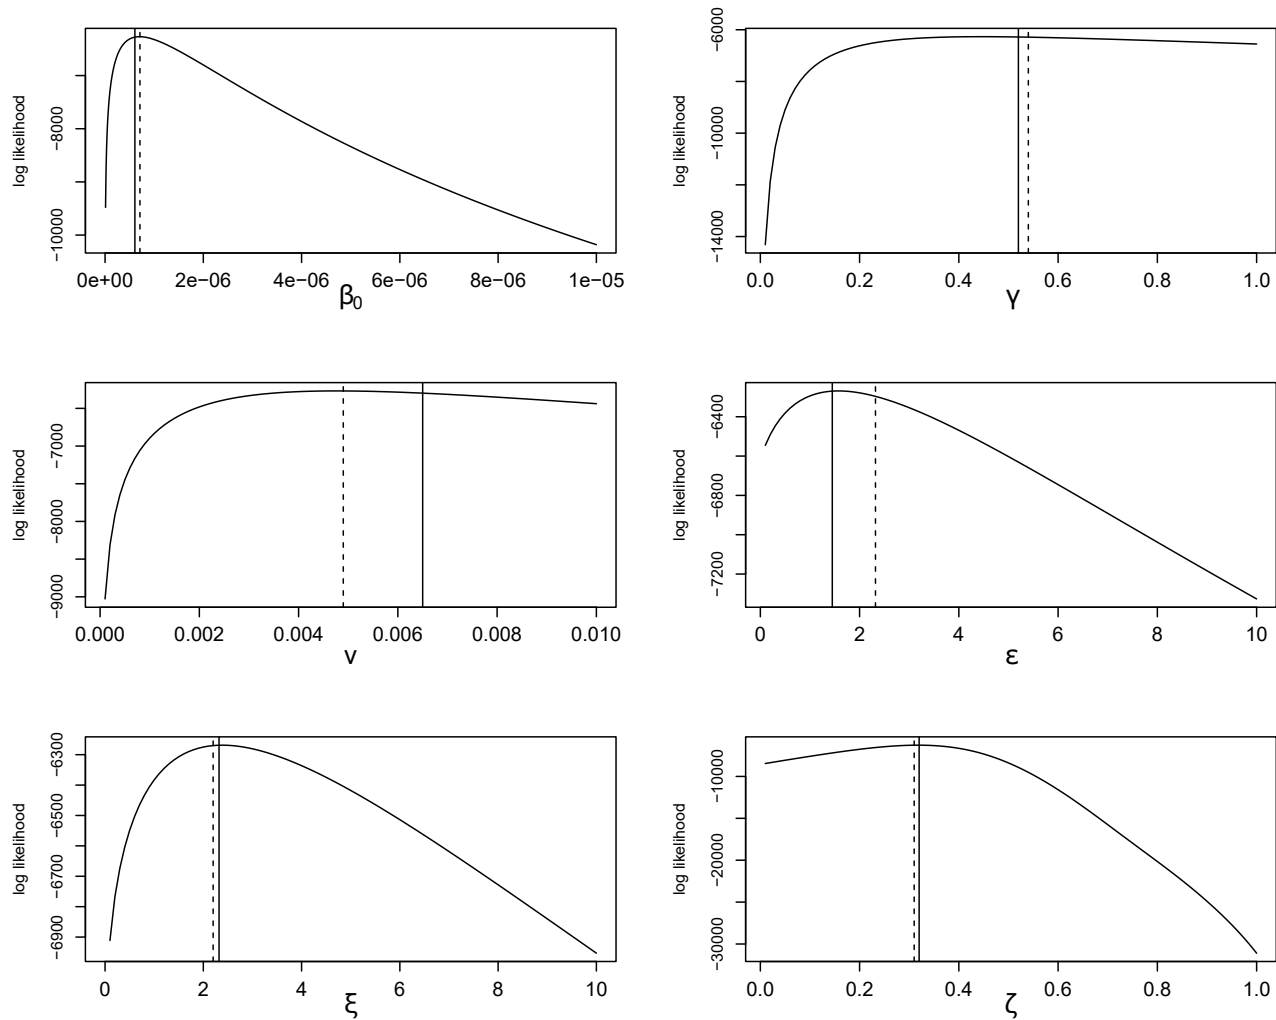 log likelihood
−8000
−10000
0e+00 2e−06 4e−06 6e−06 8e−06 1e−05
β0
log likelihood
−6000
−10000
−14000
0.0 0.2 0.4 0.6 0.8 1.0
γ
log likelihood
−7000
−8000
−9000
0.000 0.002 0.004 0.006 0.008 0.010
ν
log likelihood
−6400
−6800
−7200
0 2 4 6 8 10
ε
log likelihood
−6300
−6500
−6700
−6900
0 2 4 6 8 10
ξ
log likelihood
−10000
−20000
−30000
0.0 0.2 0.4 0.6 0.8 1.0
ζ